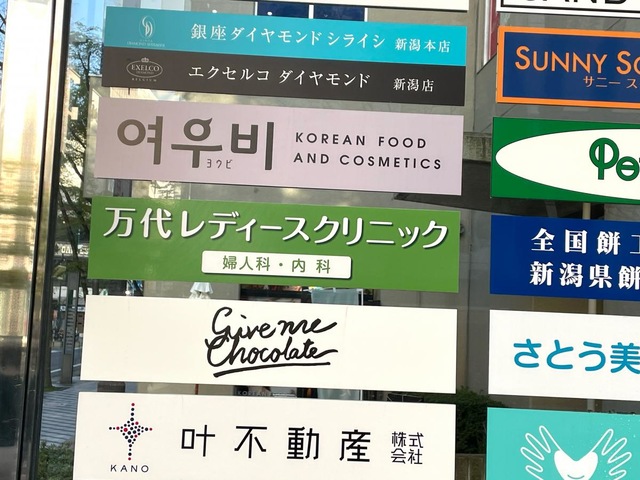 銀座ダイヤモンドシライシ 新潟本店
EXELCO
エクセルコ ダイヤモンド 新潟店
여우비
ヨウビ
KOREAN FOOD
AND COSMETICS
万代レディースクリニック
婦人科・内科
Give me
Chocolate
KANO
叶不動産 株式会社
SUNNY
サニー
全国餅
新潟県餅
さとう美